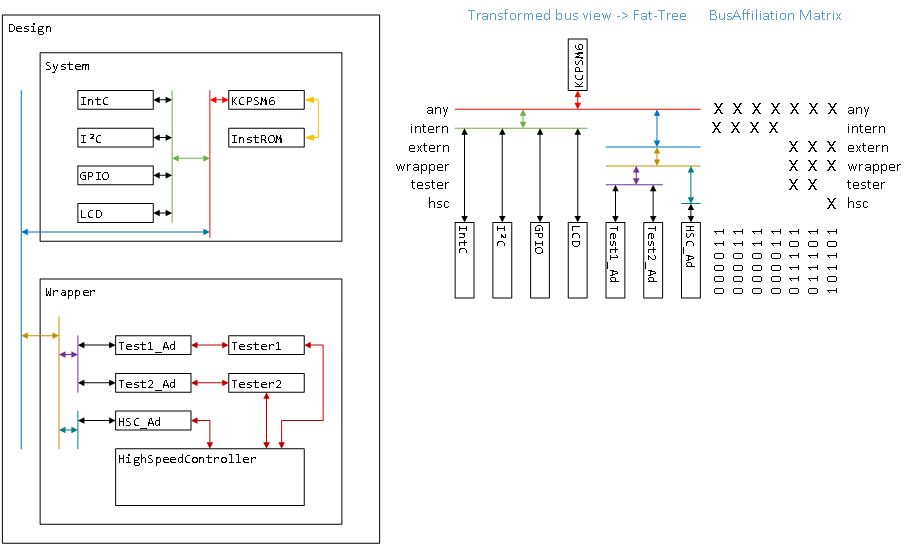 Design
System
IntC
I²C
GPIO
LCD
KCPSM6
InstROM
Wrapper
Test1_Ad
Tester1
Test2_Ad
Tester2
HSC_Ad
HighSpeedController
Transformed bus view -> Fat-Tree
BusAffiliation Matrix
KCPSM6
any
intern
extern
wrapper
tester
hsc
IntC
I²C
GPIO
LCD
Test1_Ad
Test2_Ad
HSC_Ad
X X X X X X X any
X X X X intern
X X X extern
X X X wrapper
X X tester
X hsc
000011
000011
000011
000011
011101
011101
101101